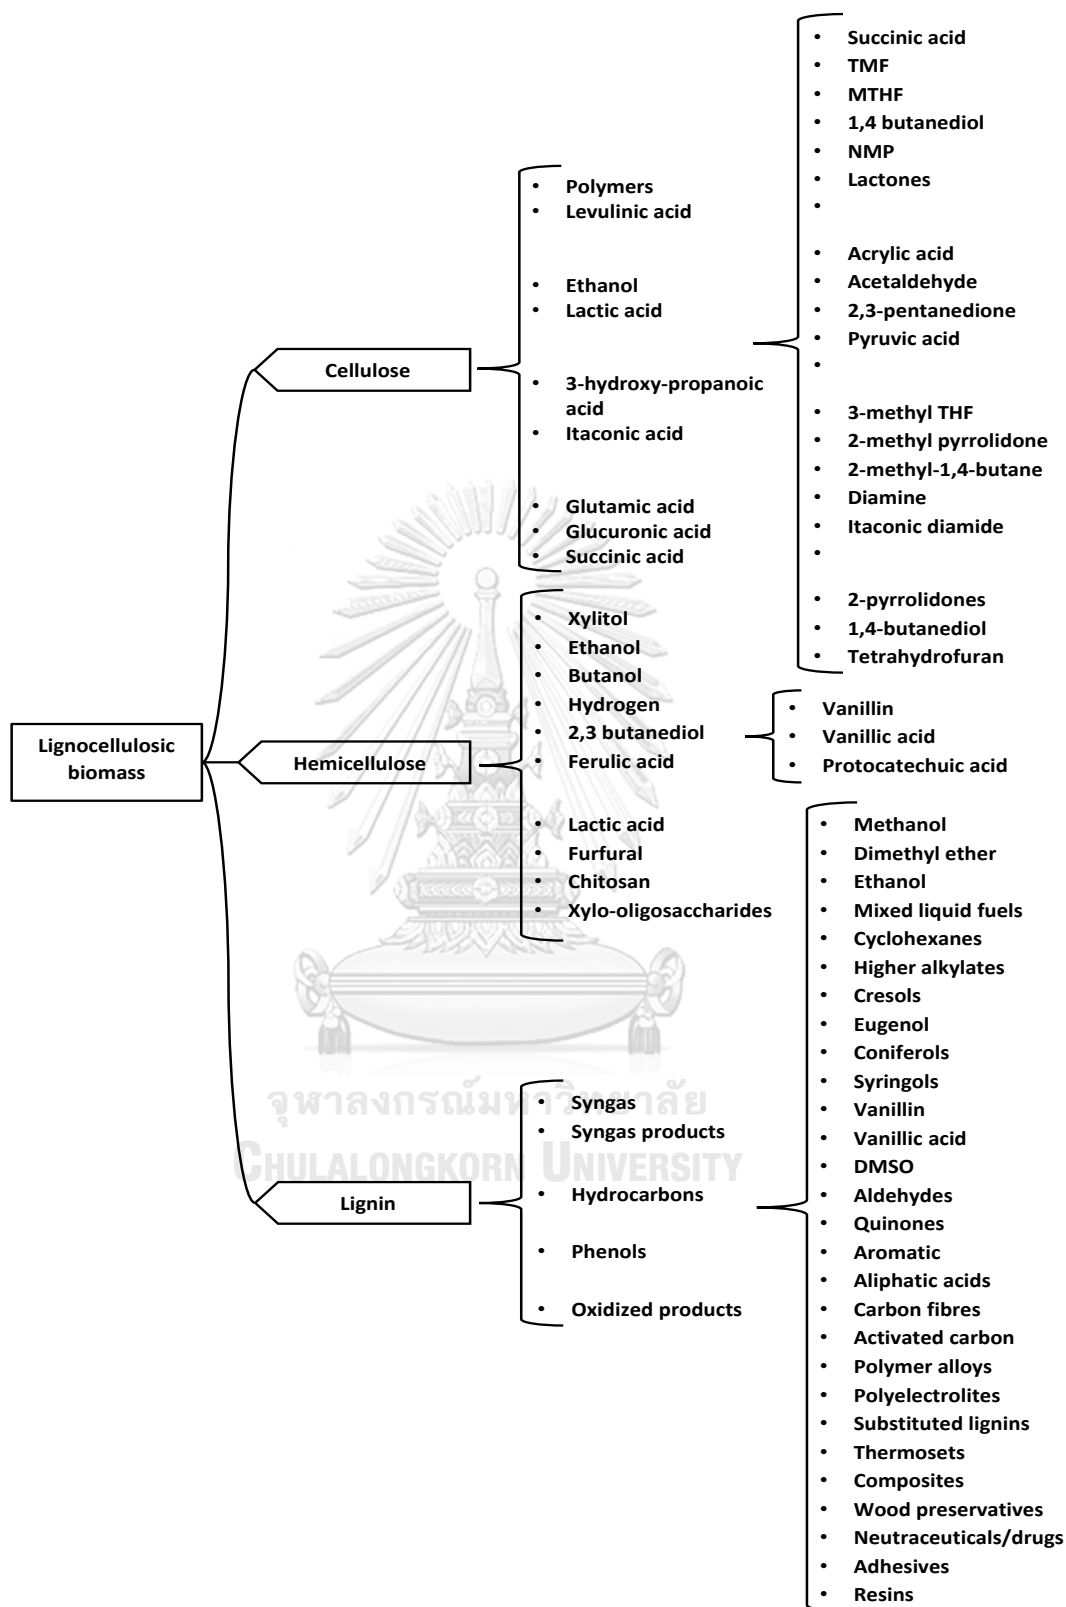 Lignocellulosic
biomass
Cellulose
• Polymers
• Levulinic acid
• Ethanol
• Lactic acid
• 3-hydroxy-propanoic
acid
• Itaconic acid
• Glutamic acid
• Glucuronic acid
• Succinic acid
• Succinic acid
• TMF
• MTHF
• 1,4 butanediol
• NMP
• Lactones
•
• Acrylic acid
• Acetaldehyde
• 2,3-pentanedione
• Pyruvic acid
•
• 3-methyl THF
• 2-methyl pyrrolidone
• 2-methyl-1,4-butane
• Diamine
• Itaconic diamide
•
• 2-pyrrolidones
• 1,4-butanediol
• Tetrahydrofuran
Hemicellulose
• Xylitol
• Ethanol
• Butanol
• Hydrogen
• 2,3 butanediol
• Ferulic acid
• Lactic acid
• Furfural
• Chitosan
• Xylo-oligosaccharides
• Vanillin
• Vanillic acid
• Protocatechuic acid
Lignin
• Syngas
• Syngas products
• Hydrocarbons
• Phenols
• Oxidized products
• Methanol
• Dimethyl ether
• Ethanol
• Mixed liquid fuels
• Cyclohexanes
• Higher alkylates
• Cresols
• Eugenol
• Coniferols
• Syringols
• Vanillin
• Vanillic acid
• DMSO
• Aldehydes
• Quinones
• Aromatic
• Aliphatic acids
• Carbon fibres
• Activated carbon
• Polymer alloys
• Polyelectrolites
• Substituted lignins
• Thermosets
• Composites
• Wood preservatives
• Neutraceuticals/drugs
• Adhesives
• Resins
จุฬาลงกรณ์มหาวิทยาลัย
CHULALONGKORN UNIVERSITY